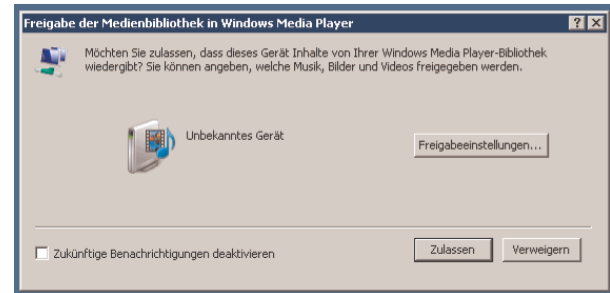 Freigabe der Medienbibliothek in Windows Media Player
Möchten Sie zulassen, dass dieses Gerät Inhalte von Ihrer Windows Media Player-Bibliothek
wiedergibt? Sie können angeben, welche Musik, Bilder und Videos freigegeben werden.
Unbekanntes Gerät
Freigabeeinstellungen...
Zukünftige Benachrichtigungen deaktivieren
Zulassen
Verweigern